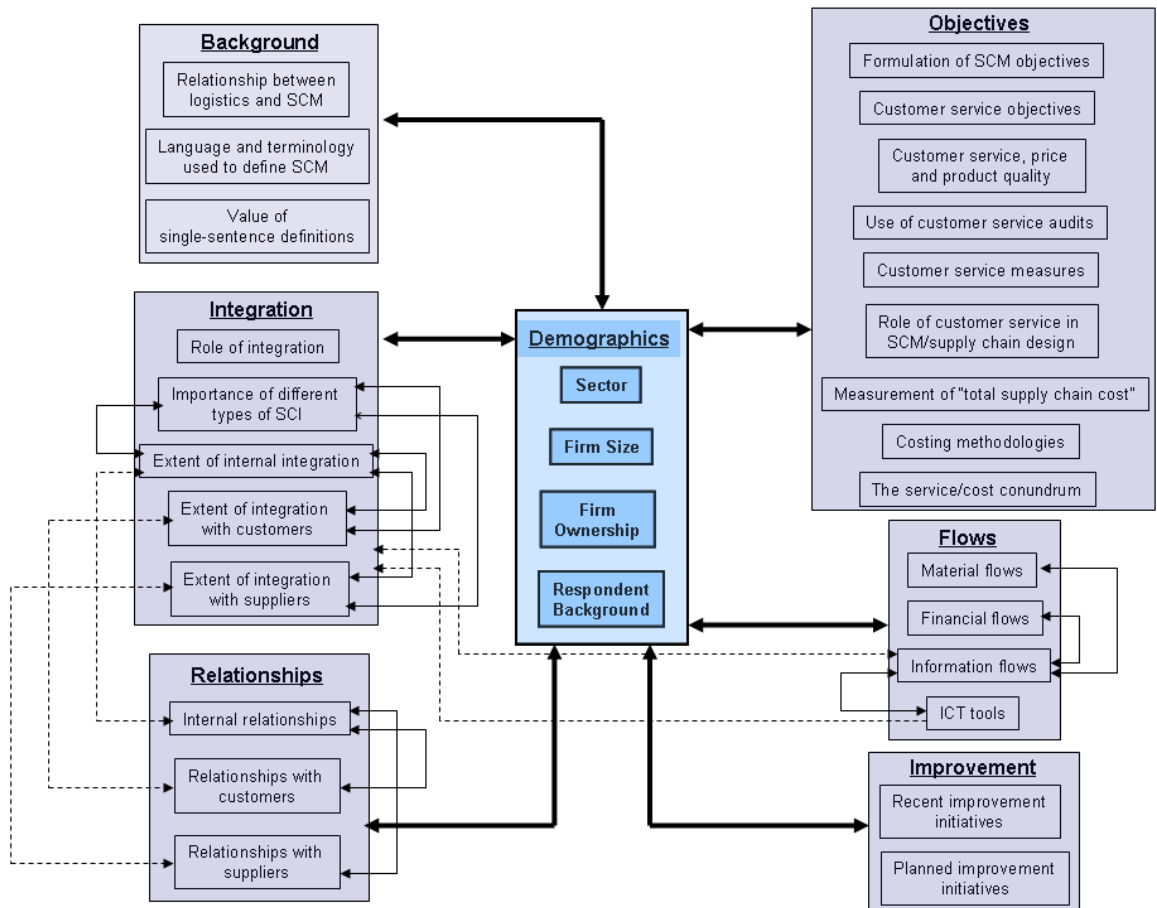 Background
Relationship between
logistics and SCM
Language and terminology
used to define SCM
Value of
single-sentence definitions
Integration
Role of integration
Importance of different
types of SCI
Extent of internal integration
Extent of integration
with customers
Extent of integration
with suppliers
Relationships
Internal relationships
Relationships with
customers
Relationships with
suppliers
Demographics
Sector
Firm Size
Firm
Ownership
Respondent
Background
Objectives
Formulation of SCM objectives
Customer service objectives
Customer service, price
and product quality
Use of customer service audits
Customer service measures
Role of customer service in
SCM/supply chain design
Measurement of "total supply chain cost"
Costing methodologies
The service/cost conundrum
Flows
Material flows
Financial flows
Information flows
ICT tools
Improvement
Recent improvement
initiatives
Planned improvement
initiatives